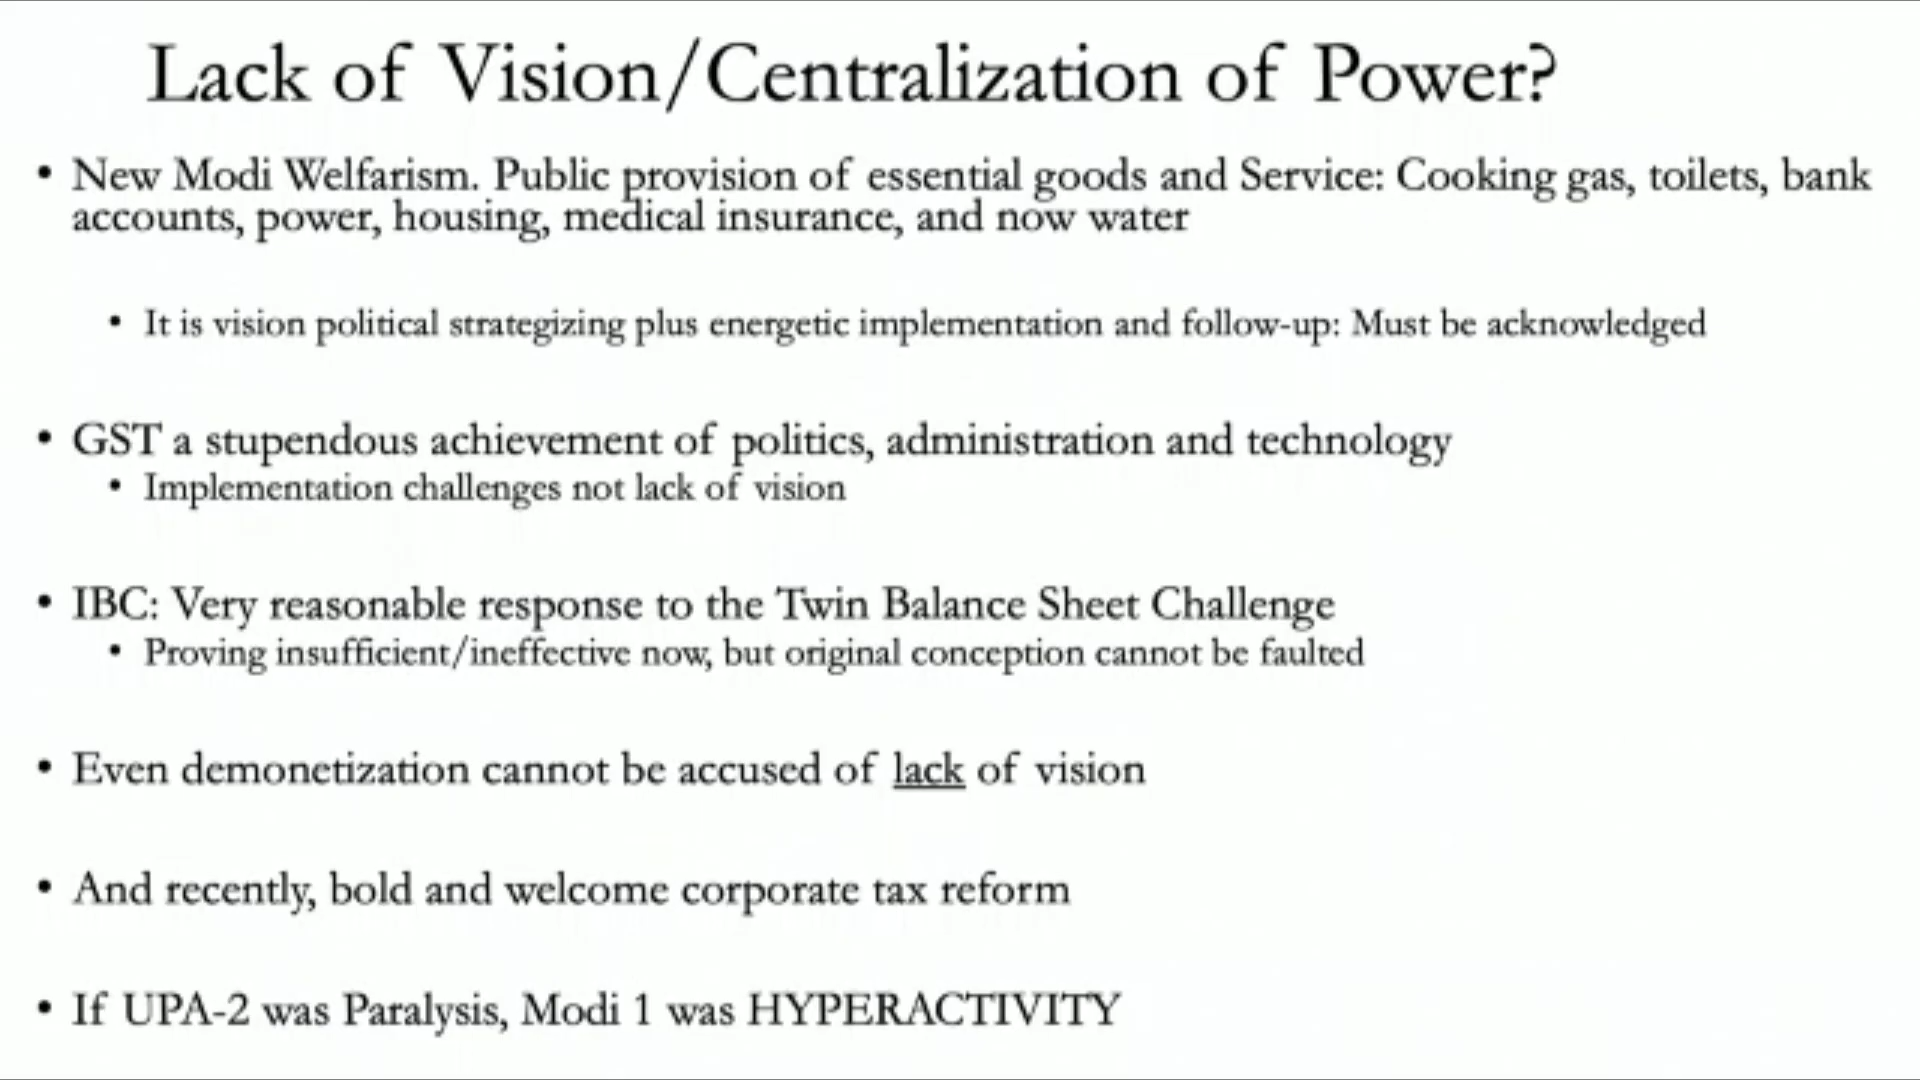 Lack of Vision/Centralization of Power?
• New Modi Welfarism. Public provision of essential goods and Service: Cooking gas, toilets, bank
accounts, power, housing, medical insurance, and now water
• It is vision political strategizing plus energetic implementation and follow-up: Must be acknowledged
• GST a stupendous achievement of politics, administration and technology
• Implementation challenges not lack of vision
• IBC: Very reasonable response to the Twin Balance Sheet Challenge
• Proving insufficient/ineffective now, but original conception cannot be faulted
• Even demonetization cannot be accused of lack of vision
• And recently, bold and welcome corporate tax reform
• If UPA-2 was Paralysis, Modi 1 was HYPERACTIVITY